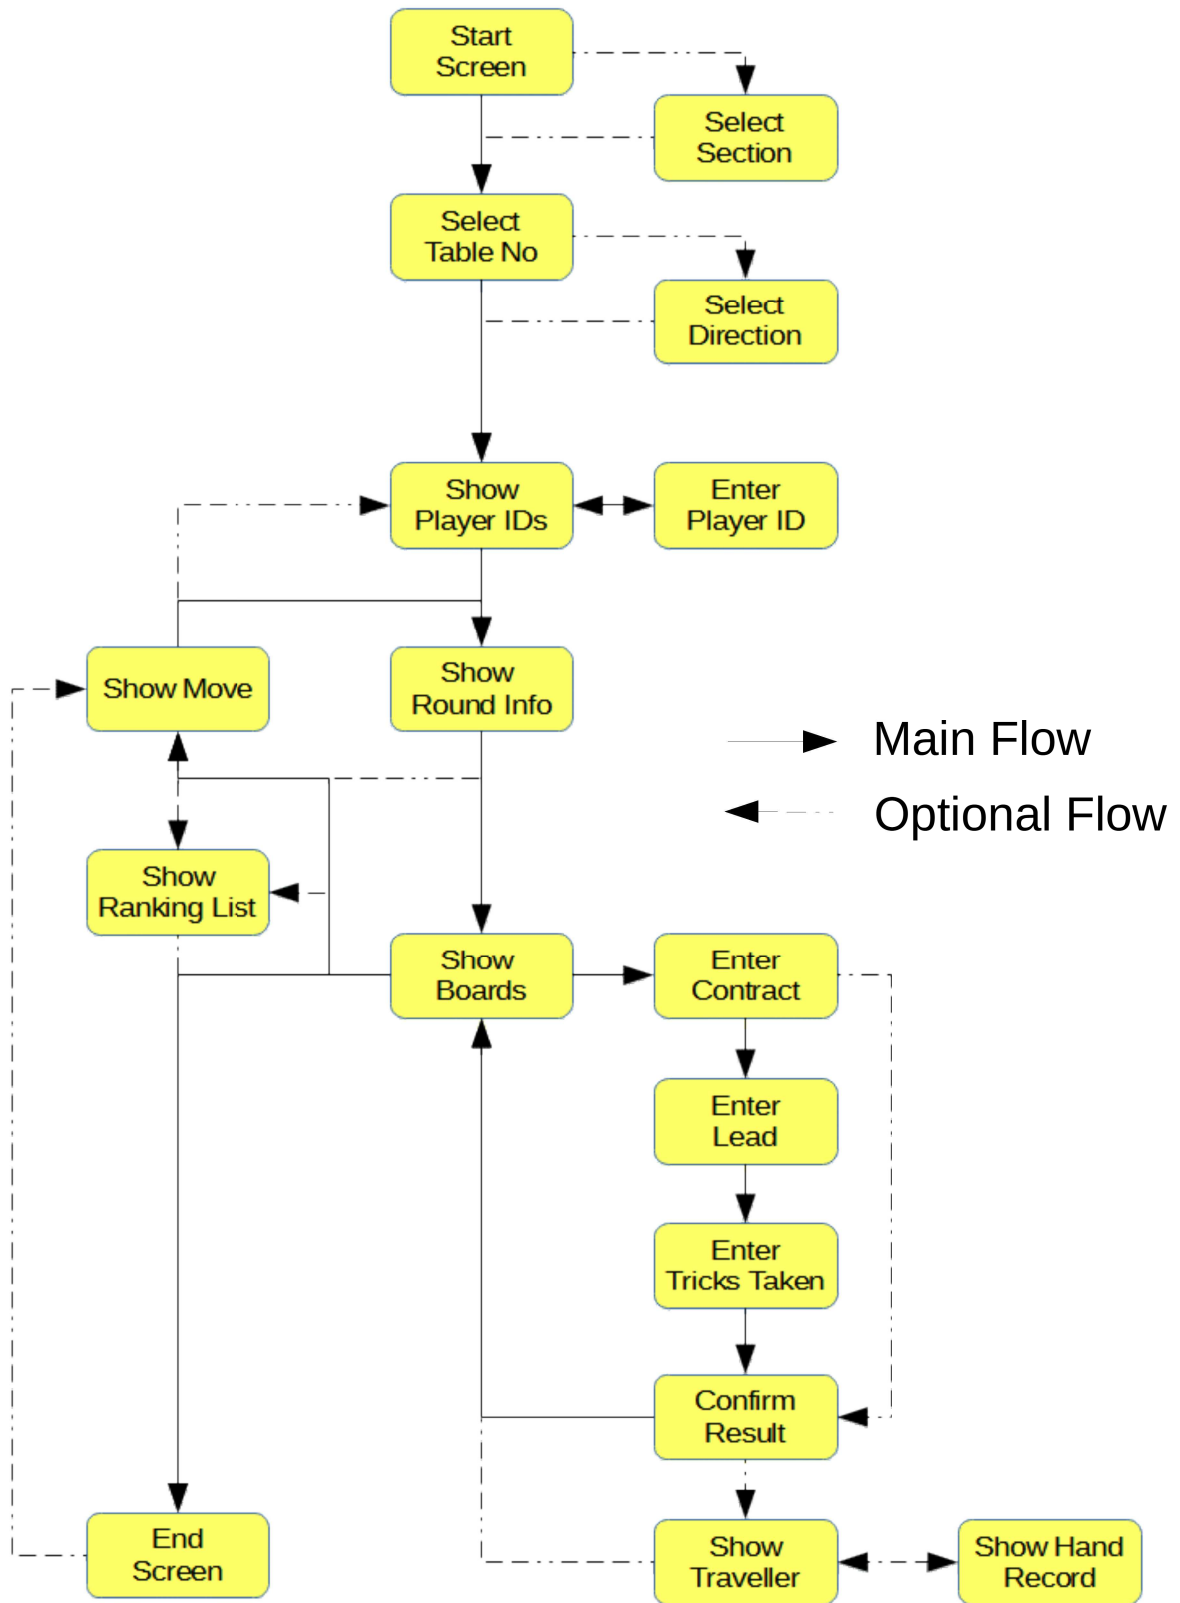 Start
Screen
Select
Section
Select
Table No
Select
Direction
Show
Player IDs
Enter
Player ID
Show Move
Show
Round Info
Main Flow
Optional Flow
Show
Ranking List
Show
Boards
Enter
Contract
Enter
Lead
Enter
Tricks Taken
Confirm
Result
End
Screen
Show
Traveller
Show Hand
Record